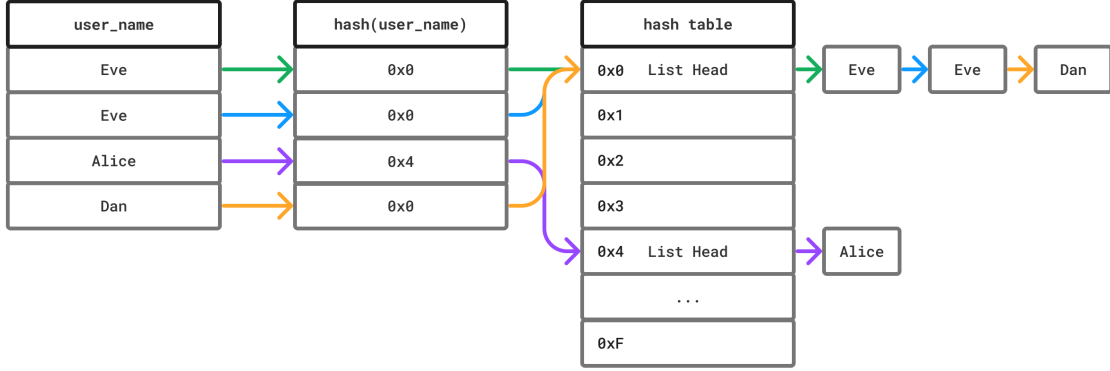 user_name hash(user_name) hash table
Eve 0x0 0x0 List Head Eve Eve Dan
Eve 0x0 0x1
Alice 0x4 0x2
Dan 0x0 0x3
0x4 List Head Alice
...
0xF